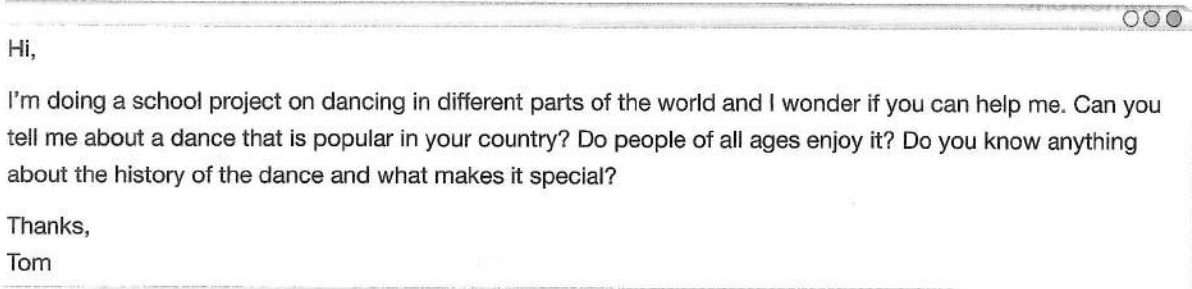 Hi,
I'm doing a school project on dancing in different parts of the world and I wonder if you can help me. Can you
tell me about a dance that is popular in your country? Do people of all ages enjoy it? Do you know anything
about the history of the dance and what makes it special?
Thanks,
Tom